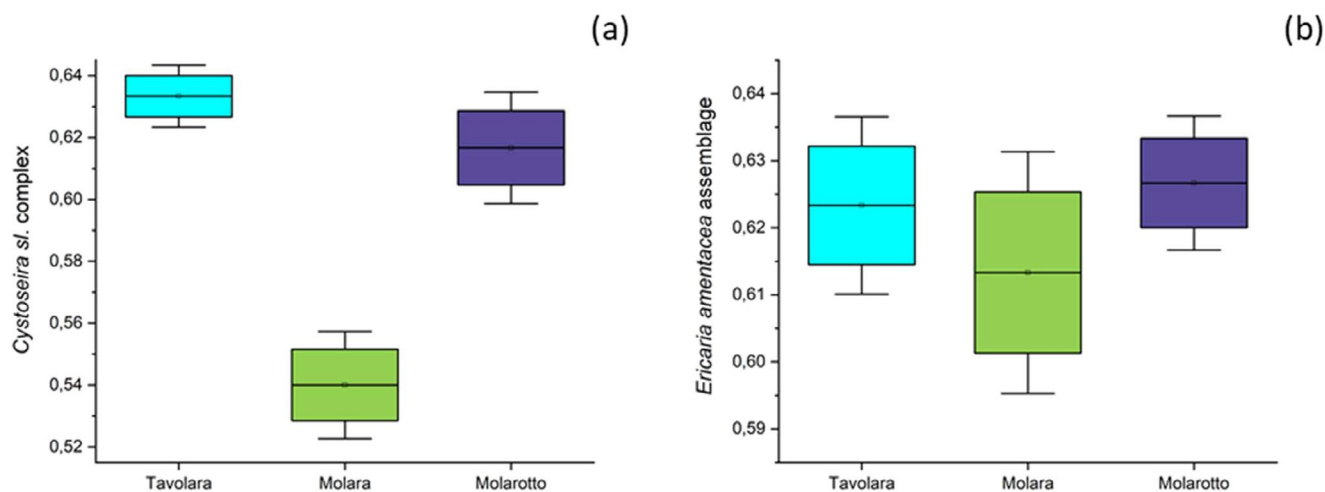 (a)
Cystoseira sl. complex
0,64
0,62
0,60
0,58
0,56
0,54
0,52
Tavolara Molara Molarotto
(b)
Ericaria amentacea assemblage
0,64
0,63
0,62
0,61
0,60
0,59
Tavolara Molara Molarotto